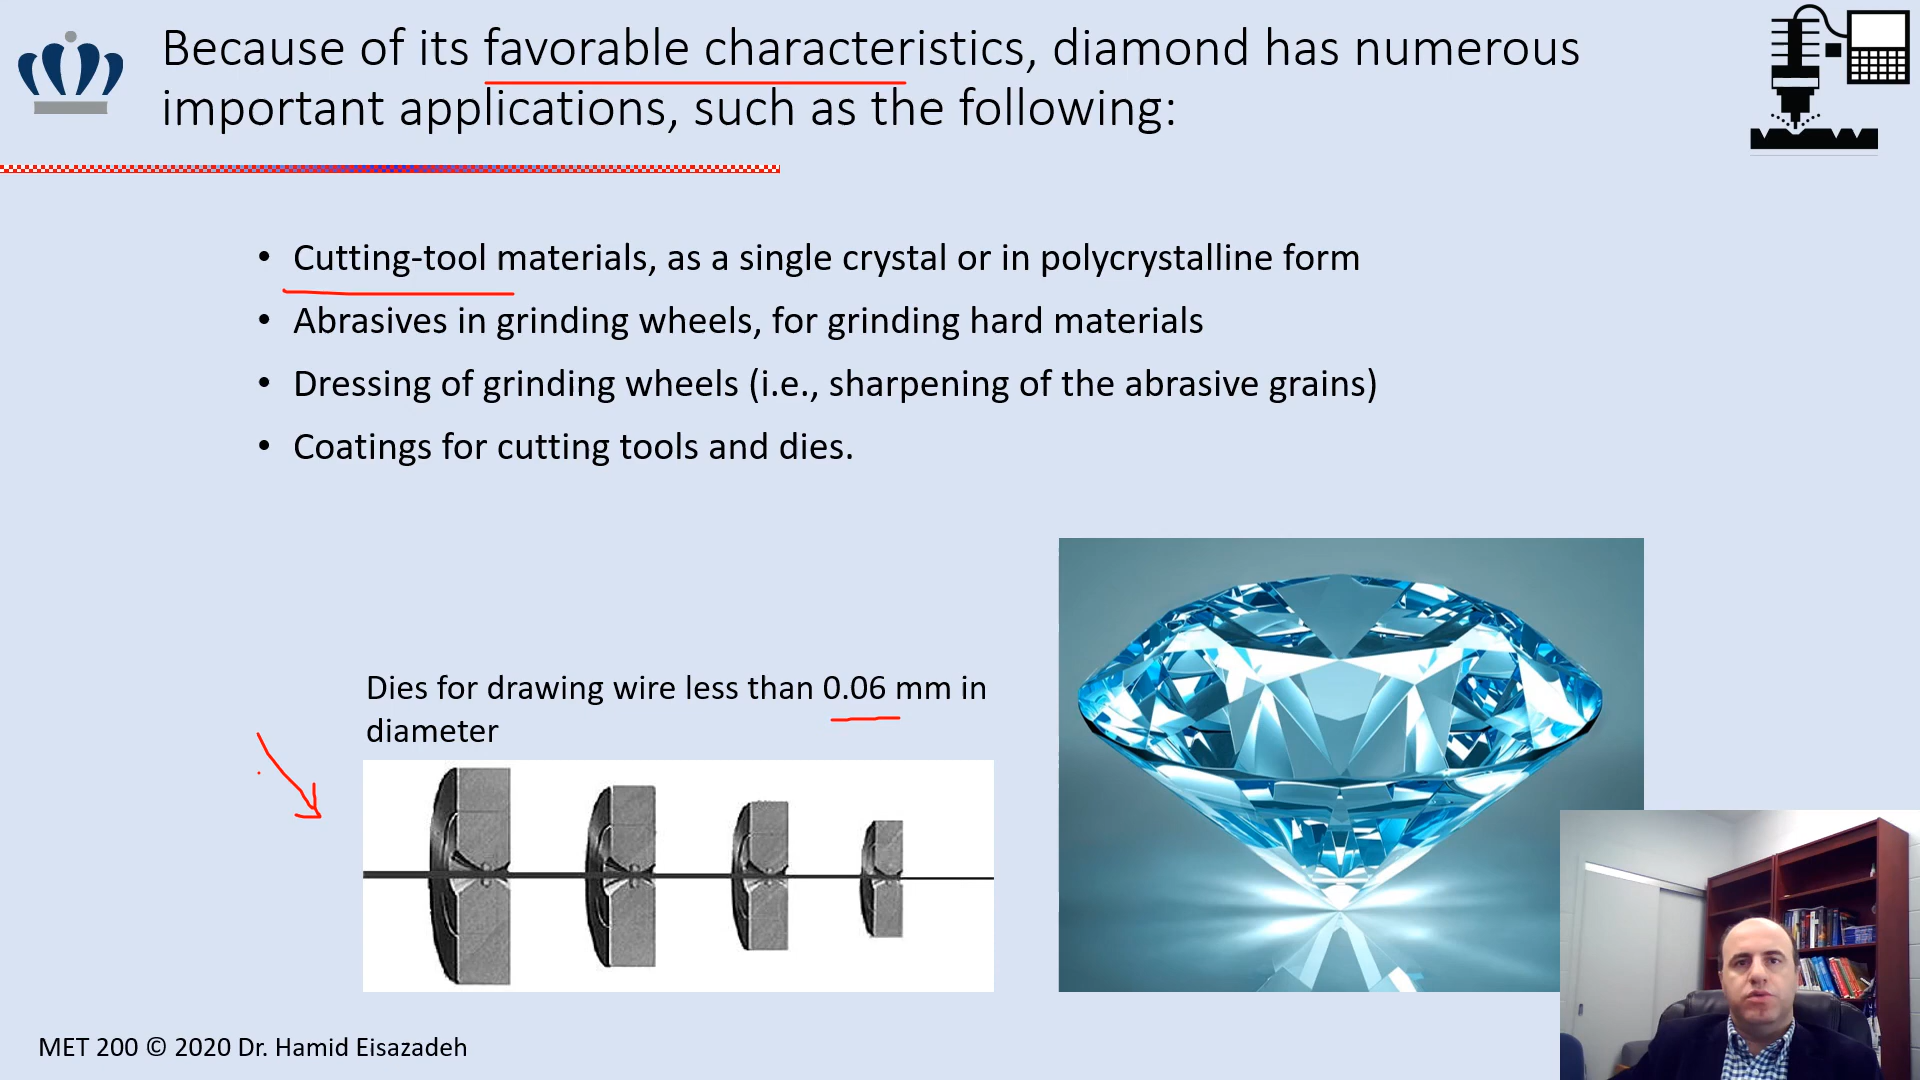 Because of its favorable characteristics, diamond has numerous
important applications, such as the following:
• Cutting-tool materials, as a single crystal or in polycrystalline form
• Abrasives in grinding wheels, for grinding hard materials
• Dressing of grinding wheels (i.e., sharpening of the abrasive grains)
• Coatings for cutting tools and dies.
Dies for drawing wire less than 0.06 mm in
diameter
MET 200 © 2020 Dr. Hamid Eisazadeh